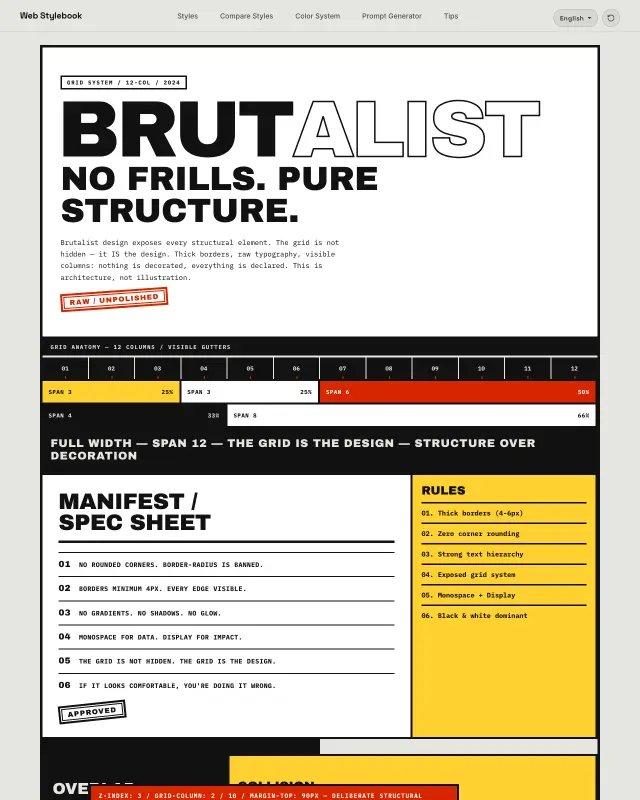 Web Stylebook
Styles
Compare Styles
Color System
Prompt Generator
Tips
English
GRID SYSTEM / 12-COL / 2024
BRUTALIST
NO FRILLS. PURE
STRUCTURE.
Brutalist design exposes every structural element. The grid is not
hidden — it IS the design. Thick borders, raw typography, visible
columns: nothing is decorated, everything is declared. This is
architecture, not illustration.
RAW / UNPOLISHED
GRID ANATOMY — 12 COLUMNS / VISIBLE GUTTERS
01 02 03 04 05 06 07 08 09 10 11 12
SPAN 3 25% SPAN 3 25% SPAN 6 50%
SPAN 4 33% SPAN 8 66%
FULL WIDTH — SPAN 12 — THE GRID IS THE DESIGN — STRUCTURE OVER
DECORATION
MANIFEST /
SPEC SHEET
01 NO ROUNDED CORNERS. BORDER-RADIUS IS BANNED.
02 BORDERS MINIMUM 4PX. EVERY EDGE VISIBLE.
03 NO GRADIENTS. NO SHADOWS. NO GLOW.
04 MONOSPACE FOR DATA. DISPLAY FOR IMPACT.
05 THE GRID IS NOT HIDDEN. THE GRID IS THE DESIGN.
06 IF IT LOOKS COMFORTABLE, YOU'RE DOING IT WRONG.
APPROVED
RULES
01. Thick borders (4-6px)
02. Zero corner rounding
03. Strong text hierarchy
04. Exposed grid system
05. Monospace + Display
06. Black & white dominant
Z-INDEX: 3 / GRID-COLUMN: 2 / 10 / MARGIN-TOP: 90PX — DELIBERATE STRUCTURAL